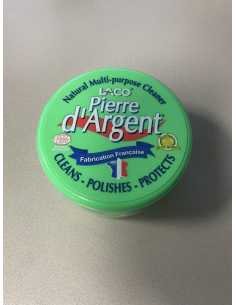 Natural Multi-purpose Cleaner
LACO
Pierre
d'Argent
Fabrication Française
CLEANS - POLISHES - PROTECTS